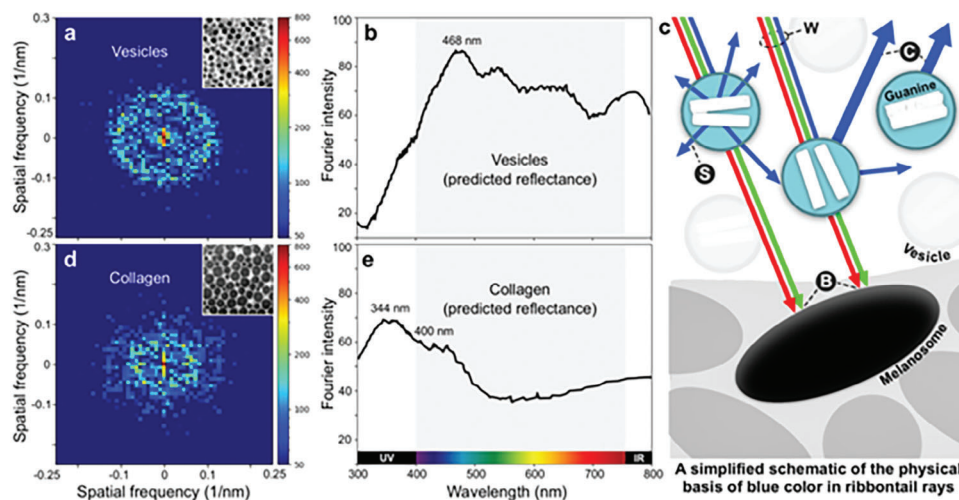 a
Vesicles
Spatial frequency (1/nm)
0.3
0.1
0
-0.1
-0.25
800
400
200
100
50
b
468 nm
Vesicles
(predicted reflectance)
Fourier intensity
100
80
60
40
20
c
W
C
Guanine
S
B
Vesicle
Melanosome
A simplified schematic of the physical
basis of blue color in ribbontail rays
d
Collagen
Spatial frequency (1/nm)
0.3
0.1
0
-0.1
-0.25
0
0.25
Spatial frequency (1/nm)
800
400
200
100
50
e
Collagen
(predicted reflectance)
344 nm
400 nm
Fourier intensity
100
80
60
40
20
10
UV
IR
300
400
500
600
700
800
Wavelength (nm)